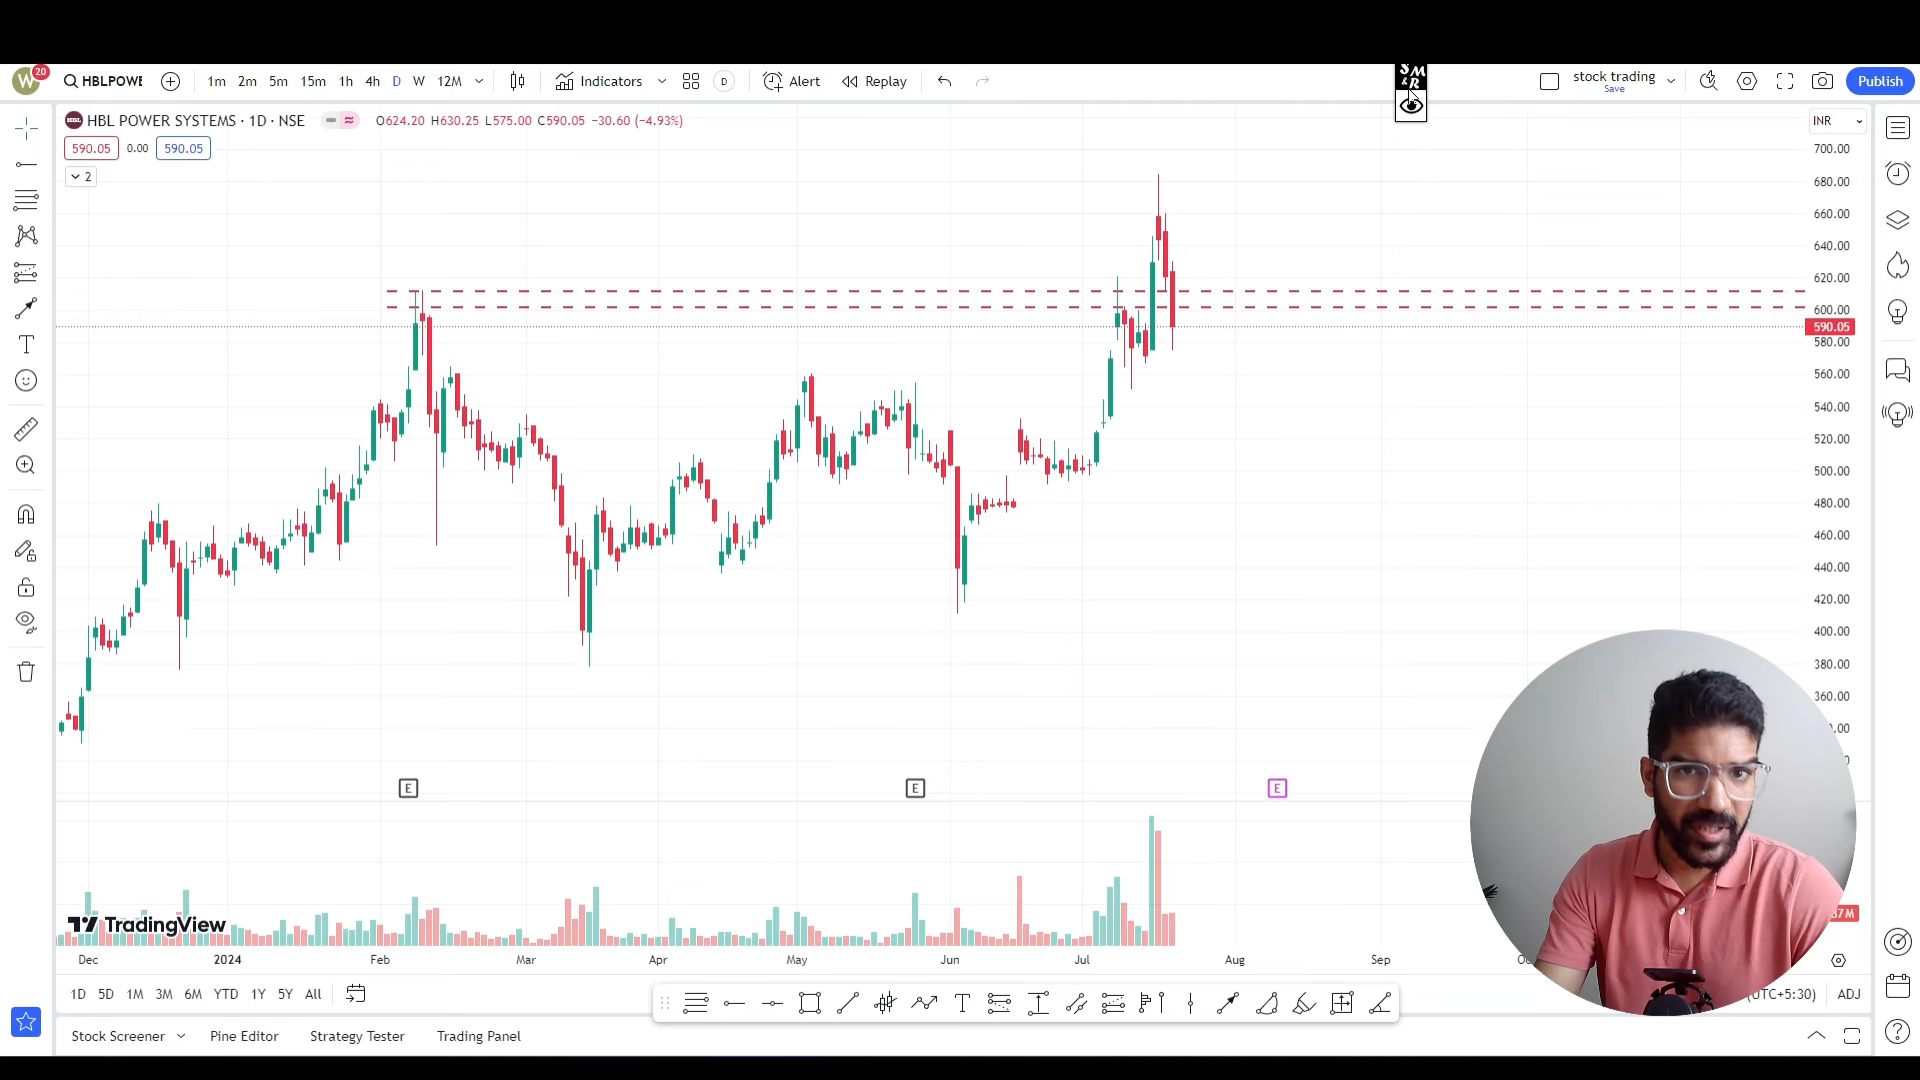 W 20 HBLPOWE 1m 2m 5m 15m 1h 4h D W 12M Indicators D Alert Replay SM &R stock trading Save Publish
HBL HBL POWER SYSTEMS · 1D · NSE O624.20 H630.25 L575.00 C590.05 −30.60 (−4.93%) INR
590.05 0.00 590.05
2
700.00
680.00
660.00
640.00
620.00
600.00
590.05
580.00
560.00
540.00
520.00
500.00
480.00
460.00
440.00
420.00
400.00
380.00
360.00
E E E
TradingView
Dec 2024 Feb Mar Apr May Jun Jul Aug Sep
1D 5D 1M 3M 6M YTD 1Y 5Y All (UTC+5:30) ADJ
Stock Screener Pine Editor Strategy Tester Trading Panel